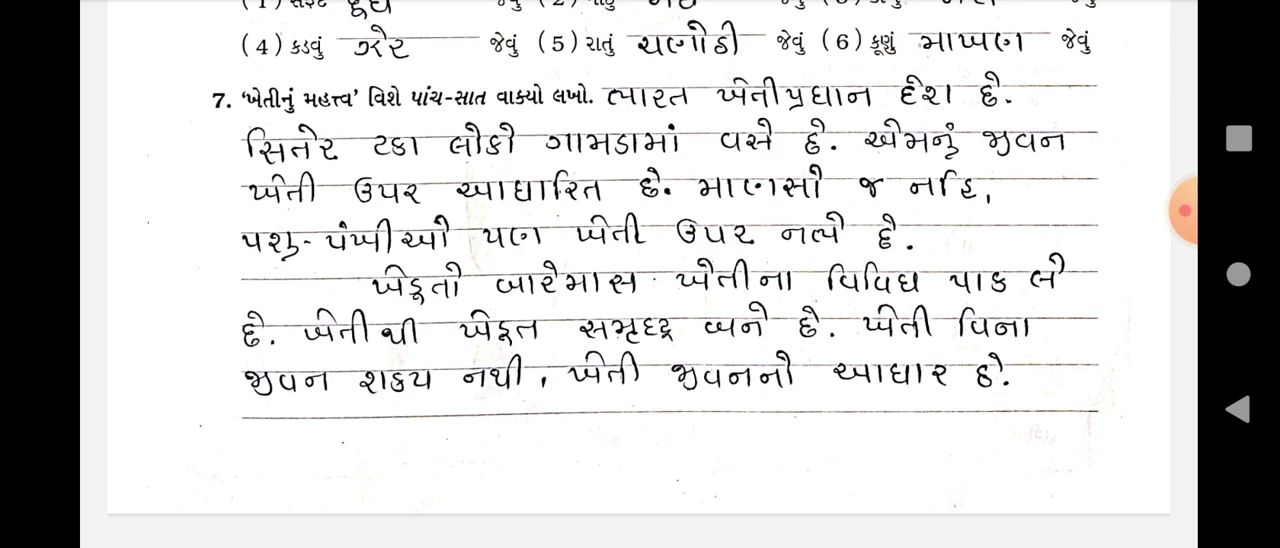 (4) કડવું ઝેર જેવું (5) રાતું ચણોઠી જેવું (6) કૂણું માખણ જેવું
7. 'ખેતીનું મહત્ત્વ' વિશે પાંચ-સાત વાક્યો લખો. ભારત ખેતીપ્રધાન દેશ છે.
સિત્તેર ટકા લોકો ગામડામાં વસે છે. એમનું જીવન
ખેતી ઉપર આધારિત છે. માણસો જ નહિ,
પશુ-પંખીઓ પણ ખેતી ઉપર નભે છે.
ખેડૂતો બારેમાસ ખેતીના વિવિધ પાક લે
છે. ખેતીથી ખેડૂત સમૃદ્ધ બને છે. ખેતી વિના
જીવન શક્ય નથી, ખેતી જીવનનો આધાર છે.